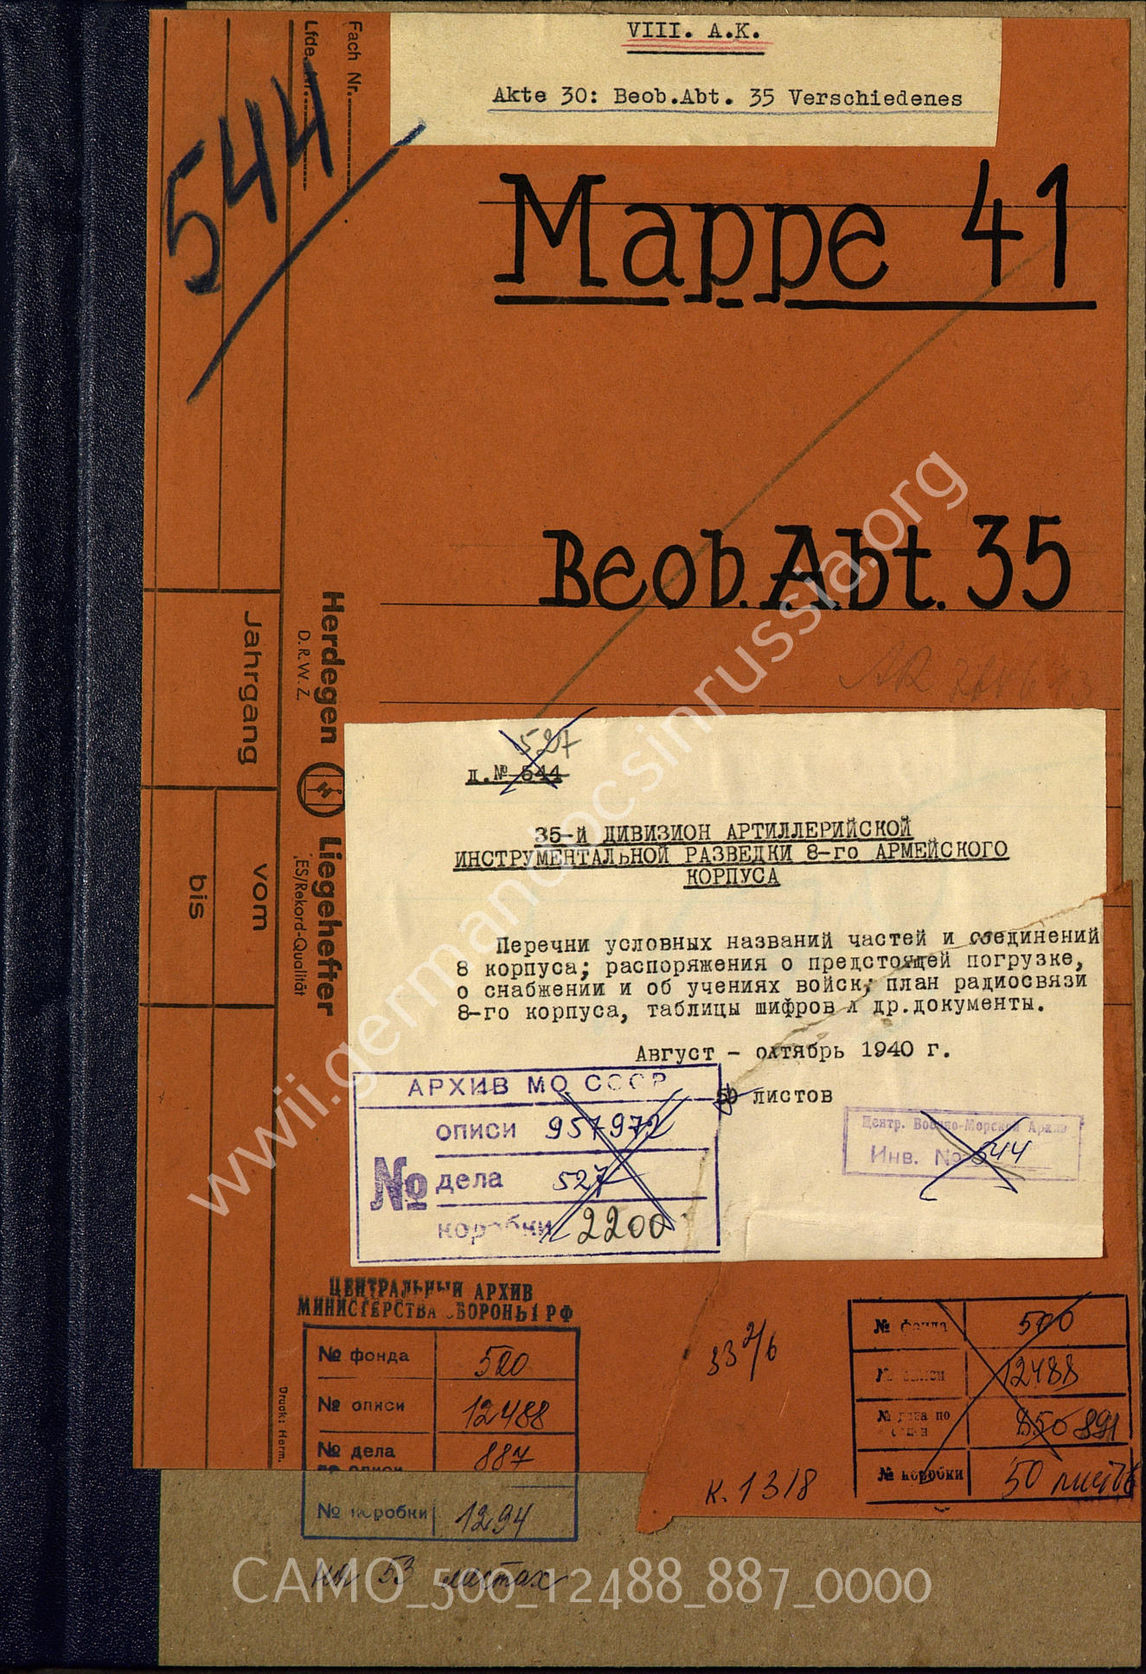 VIII. A.K.
Akte 30: Beob.Abt. 35 Verschiedenes
Fach Nr.
Lfde. Nr.
544
Mappe 41
Beob. Abt. 35
Jahrgang
vom
bis
Herdegen
D.R.W.Z.
Liegehefter
"ES/Rekord-Qualität
Druck: Herm.
527
д.№ 544
35-й ДИВИЗИОН АРТИЛЛЕРИЙСКОЙ
ИНСТРУМЕНТАЛЬНОЙ РАЗВЕДКИ 8-го АРМЕЙСКОГО
КОРПУСА
Перечни условных названий частей и соединений
8 корпуса; распоряжения о предстоящей погрузке,
о снабжении и об учениях войск; план радиосвязи
8-го корпуса, таблицы шифров и др.документы.
Август - октябрь 1940 г.
50 листов
АРХИВ МО СССР
№
описи 957972
дела 527
коробки 2200
Центр. Военно-Морской Архив
Инв. № 544
ЦЕНТРАЛЬНЫЙ АРХИВ
МИНИСТЕРСТВА ОБОРОНЫ РФ
№ фонда 500
№ описи 12488
№ дела по описи 887
№ коробки 1294
на 53 листах
к. 1318
№ фонда 500
№ описи 12488
№ дела по описи 850 891
№ коробки 50 листов
wwii.germandocsinrussia.org
CAMO_500_12488_887_0000